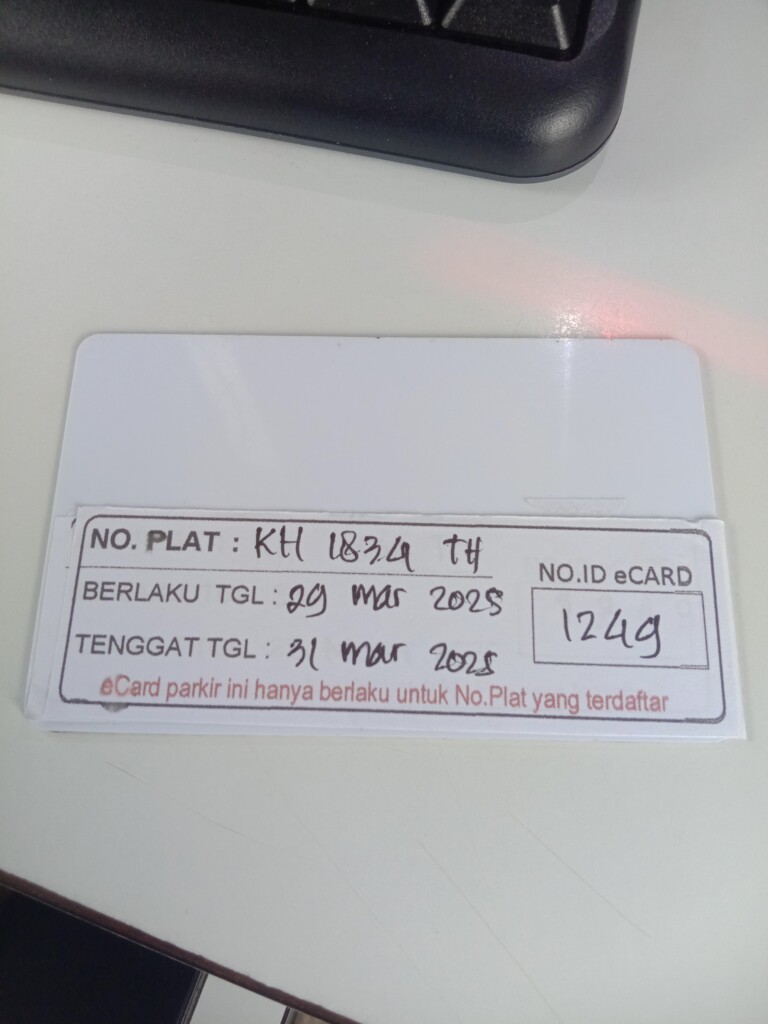 NO. PLAT : KH 1834 TH
BERLAKU TGL : 29 mar 2025
TENGGAT TGL : 31 mar 2025
NO.ID eCARD
1249
eCard parkir ini hanya berlaku untuk No.Plat yang terdaftar